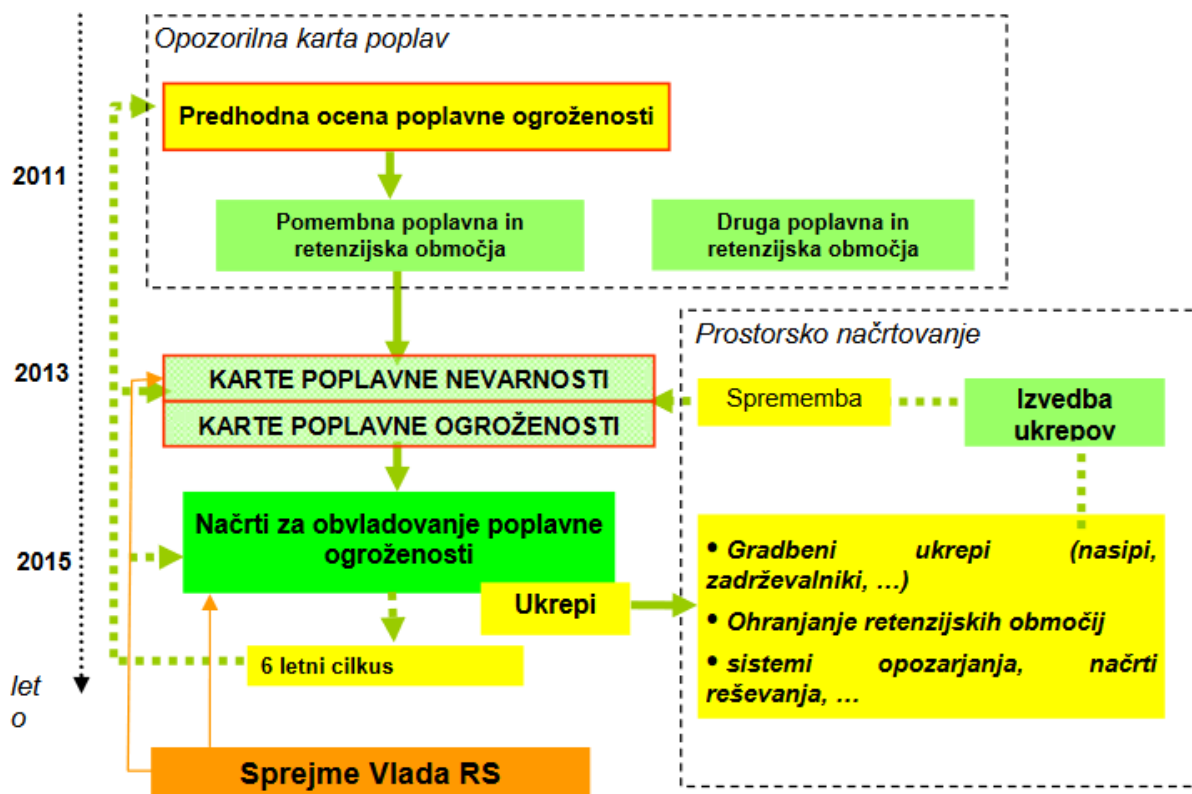 Opozorilna karta poplav
Predhodna ocena poplavne ogroženosti
2011
Pomembna poplavna in
retenzijska območja
Druga poplavna in
retenzijska območja
Prostorsko načrtovanje
2013
KARTE POPLAVNE NEVARNOSTI
KARTE POPLAVNE OGROŽENOSTI
Sprememba
Izvedba
ukrepov
2015
Načrti za obvladovanje poplavne
ogroženosti
Ukrepi
• Gradbeni ukrepi (nasipi,
zadrževalniki, ...)
• Ohranjanje retenzijskih območij
• sistemi opozarjanja, načrti
reševanja, ...
6 letni cilkus
let
o
Sprejme Vlada RS